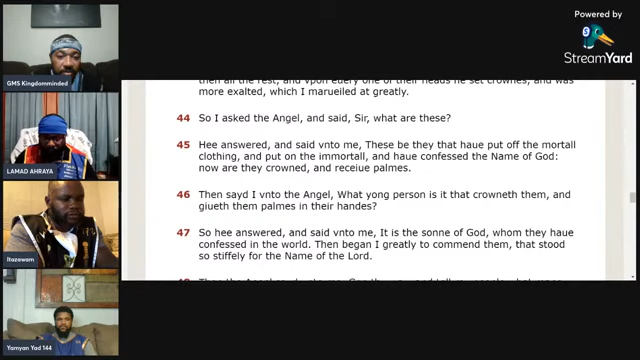 Powered by
StreamYard
GMS Kingdomminded
LAMAD AHRAYA
Itazawam
Yamyan Yad 144
then all the rest, and vpon euery one of their heads he set crownes, and was
more exalted, which I marueiled at greatly.
44 So I asked the Angel, and said, Sir, what are these?
45 Hee answered, and said vnto me, These be they that haue put off the mortall
clothing, and put on the immortall, and haue confessed the Name of God:
now are they crowned, and receiue palmes.
46 Then sayd I vnto the Angel, What yong person is it that crowneth them, and
giueth them palmes in their handes?
47 So hee answered, and said vnto me, It is the sonne of God, whom they haue
confessed in the world. Then began I greatly to commend them, that stood
so stiffely for the Name of the Lord.